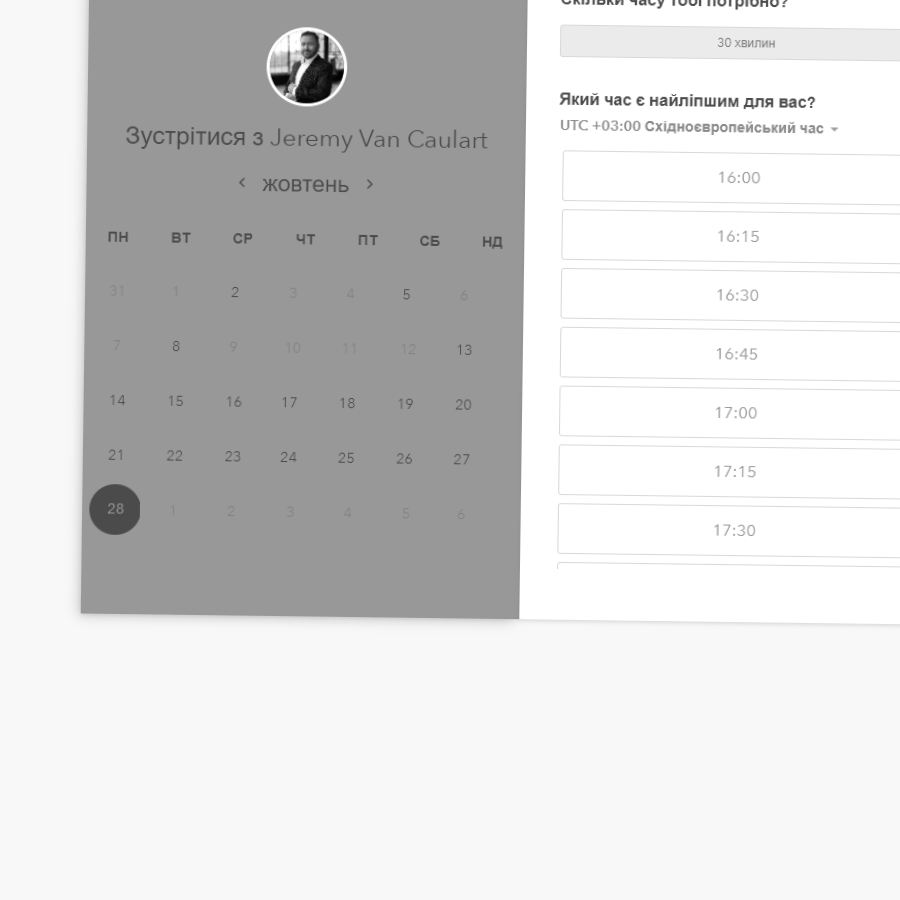 Зустрітися з Jeremy Van Caulart
‹ жовтень ›
ПН ВТ СР ЧТ ПТ СБ НД
31 1 2 3 4 5 6
7 8 9 10 11 12 13
14 15 16 17 18 19 20
21 22 23 24 25 26 27
28 1 2 3 4 5 6
Скільки часу тобі потрібно?
30 хвилин
Який час є найліпшим для вас?
UTC +03:00 Східноєвропейський час
16:00
16:15
16:30
16:45
17:00
17:15
17:30